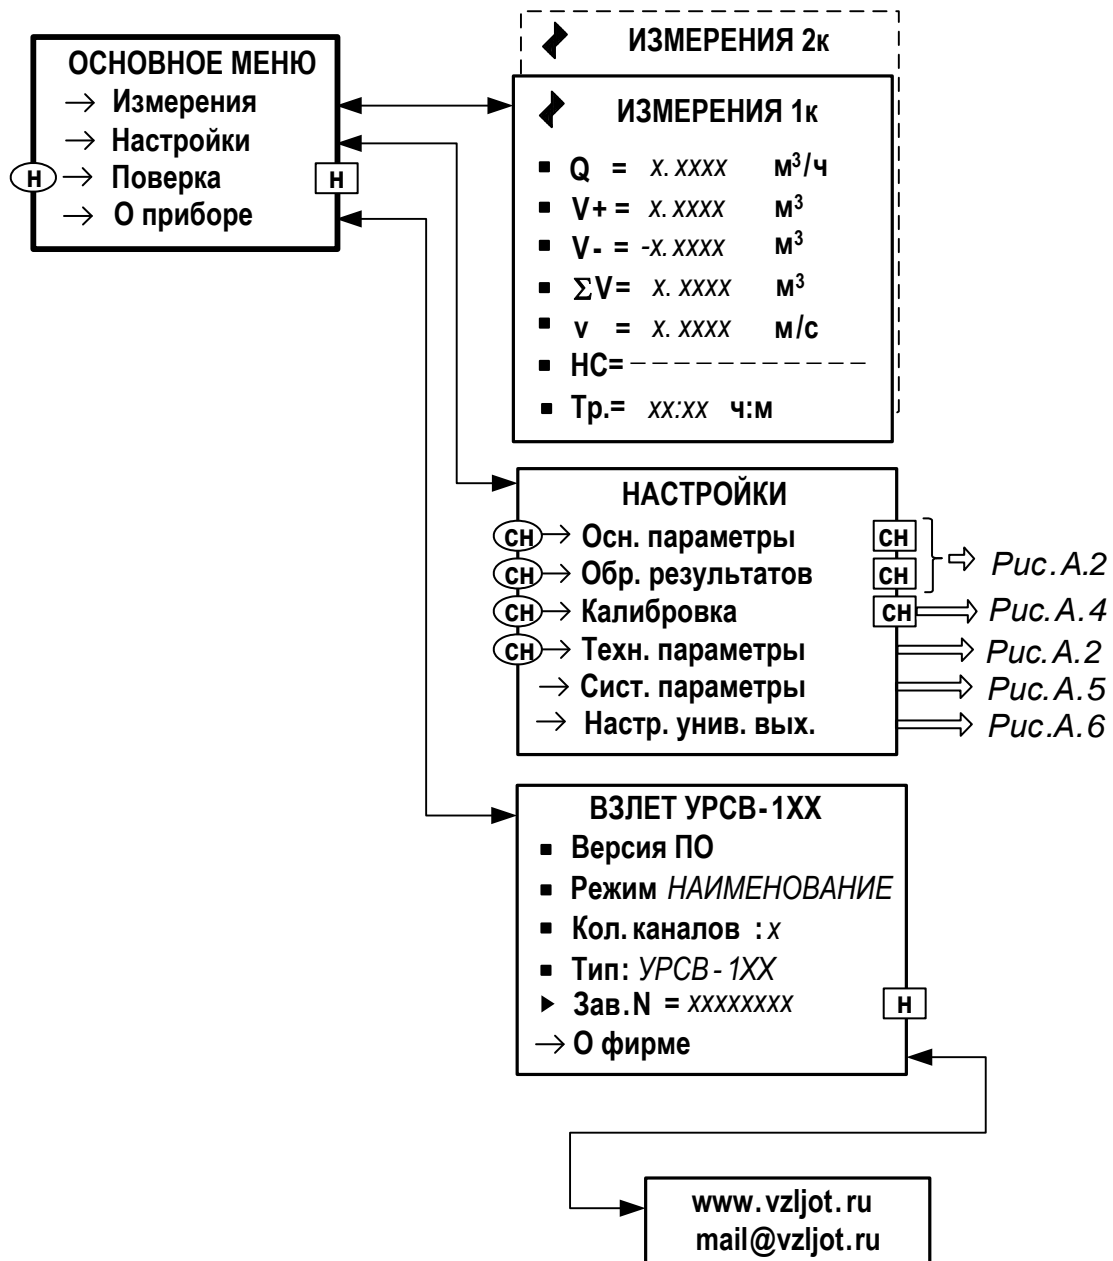 ОСНОВНОЕ МЕНЮ
→ Измерения
→ Настройки
Н → Поверка Н
→ О приборе
ИЗМЕРЕНИЯ 2к
ИЗМЕРЕНИЯ 1к
▪ Q = x.xxxx м³/ч
▪ V+ = x.xxxx м³
▪ V- = -x.xxxx м³
▪ ΣV= x.xxxx м³
▪ v = x.xxxx м/с
▪ НС= – – – – – – – – – – – –
▪ Тр.= xx:xx ч:м
НАСТРОЙКИ
СН → Осн. параметры СН
СН → Обр. результатов СН
Рис.А.2
СН → Калибровка СН Рис.А.4
СН → Техн. параметры Рис.А.2
→ Сист. параметры Рис.А.5
→ Настр. унив. вых. Рис.А.6
ВЗЛЕТ УРСВ-1ХХ
▪ Версия ПО
▪ Режим НАИМЕНОВАНИЕ
▪ Кол. каналов : x
▪ Тип: УРСВ-1ХХ
▶ Зав.N = xxxxxxxx Н
→ О фирме
www.vzljot.ru
mail@vzljot.ru